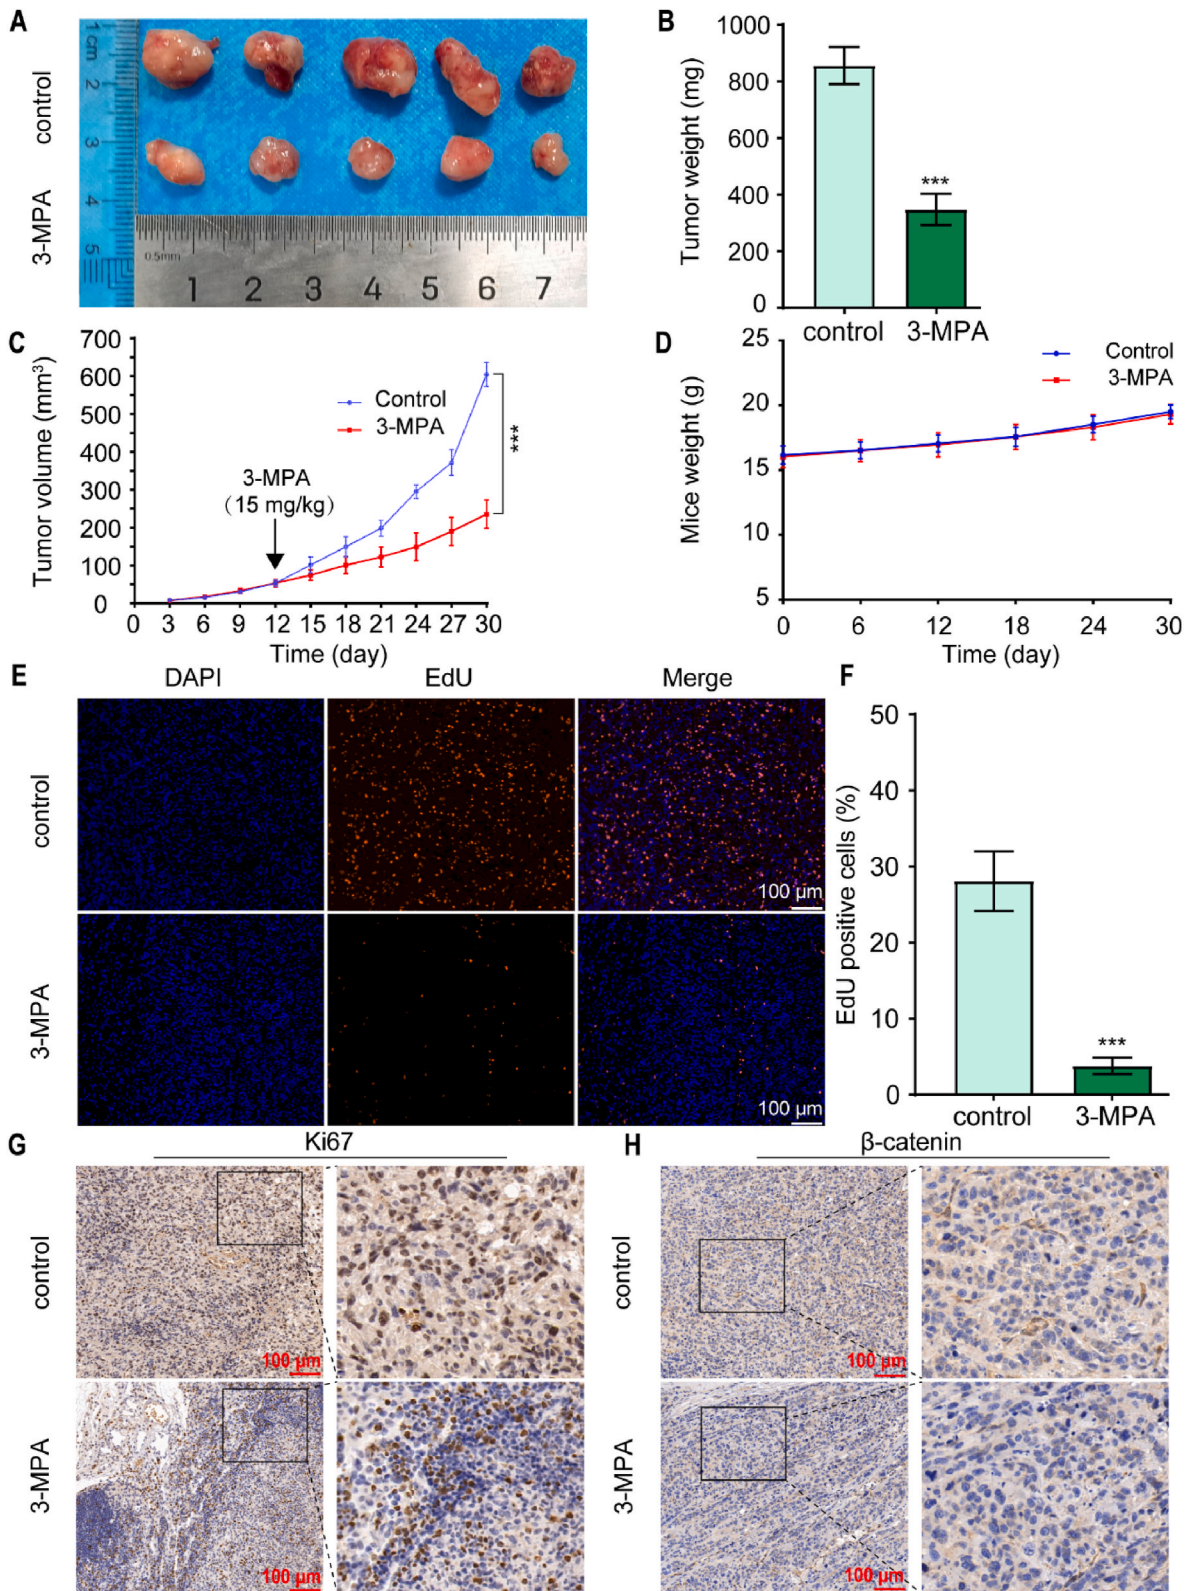 A
control
3-MPA
1
cm
2
3
4
5
0.5mm
1 2 3 4 5 6 7
B
Tumor weight (mg)
1000
800
600
400
200
0
***
control 3-MPA
C
Tumor volume (mm³)
700
600
500
400
300
200
100
0
Control
3-MPA
3-MPA
(15 mg/kg)
***
0 3 6 9 12 15 18 21 24 27 30
Time (day)
D
Mice weight (g)
25
20
15
10
5
Control
3-MPA
0 6 12 18 24 30
Time (day)
E
DAPI EdU Merge
control
100 µm
3-MPA
100 µm
F
EdU positive cells (%)
50
40
30
20
10
0
***
control 3-MPA
G
Ki67
control
100 µm
3-MPA
100 µm
H
β-catenin
control
100 µm
3-MPA
100 µm